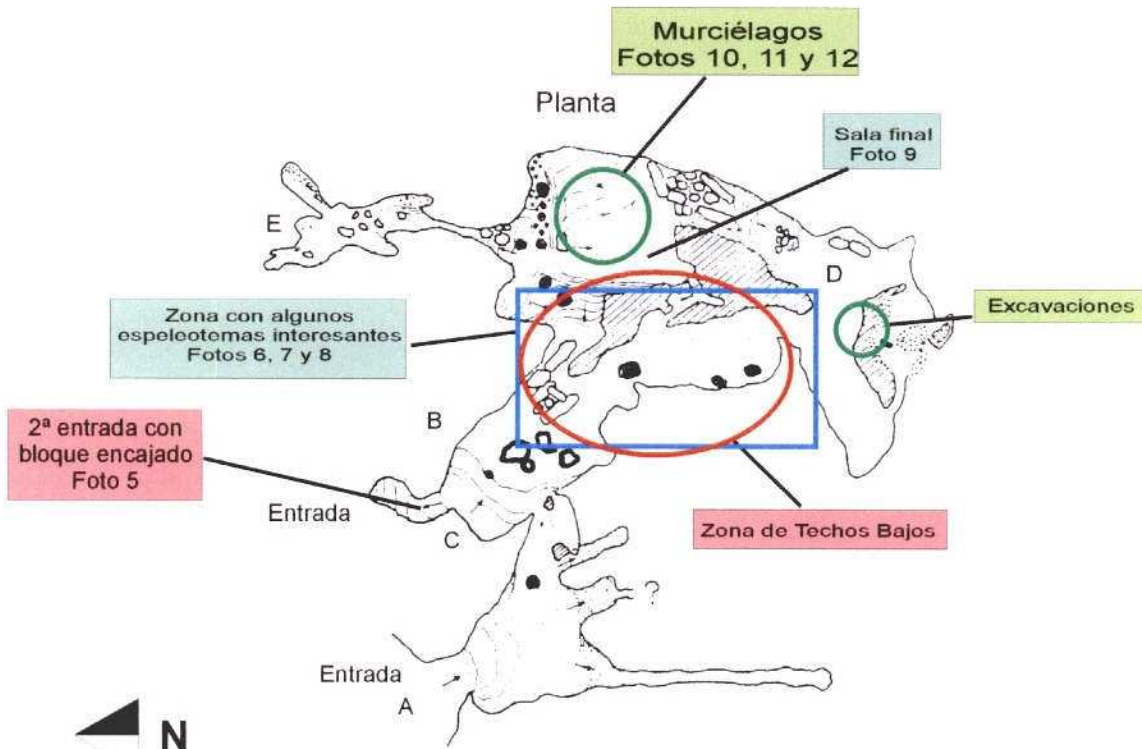 Murciélagos
Fotos 10, 11 y 12
Planta
Sala final
Foto 9
E
D
Excavaciones
Zona con algunos
espeleotemas interesantes
Fotos 6, 7 y 8
B
2ª entrada con
bloque encajado
Foto 5
Entrada
C
Zona de Techos Bajos
?
Entrada
A
N